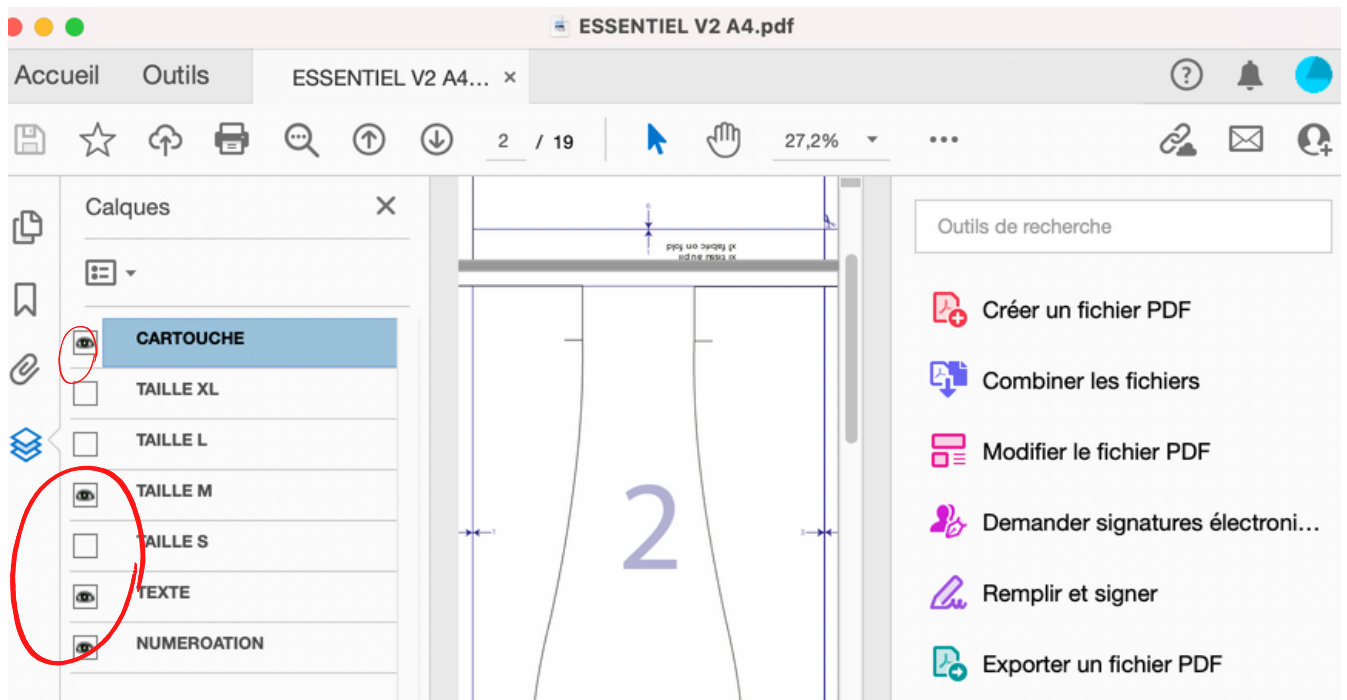 ESSENTIEL V2 A4.pdf
Accueil Outils ESSENTIEL V2 A4... ×
2 / 19 27,2%
Calques
CARTOUCHE
TAILLE XL
TAILLE L
TAILLE M
TAILLE S
TEXTE
NUMEROATION
2
Outils de recherche
Créer un fichier PDF
Combiner les fichiers
Modifier le fichier PDF
Demander signatures électroni...
Remplir et signer
Exporter un fichier PDF